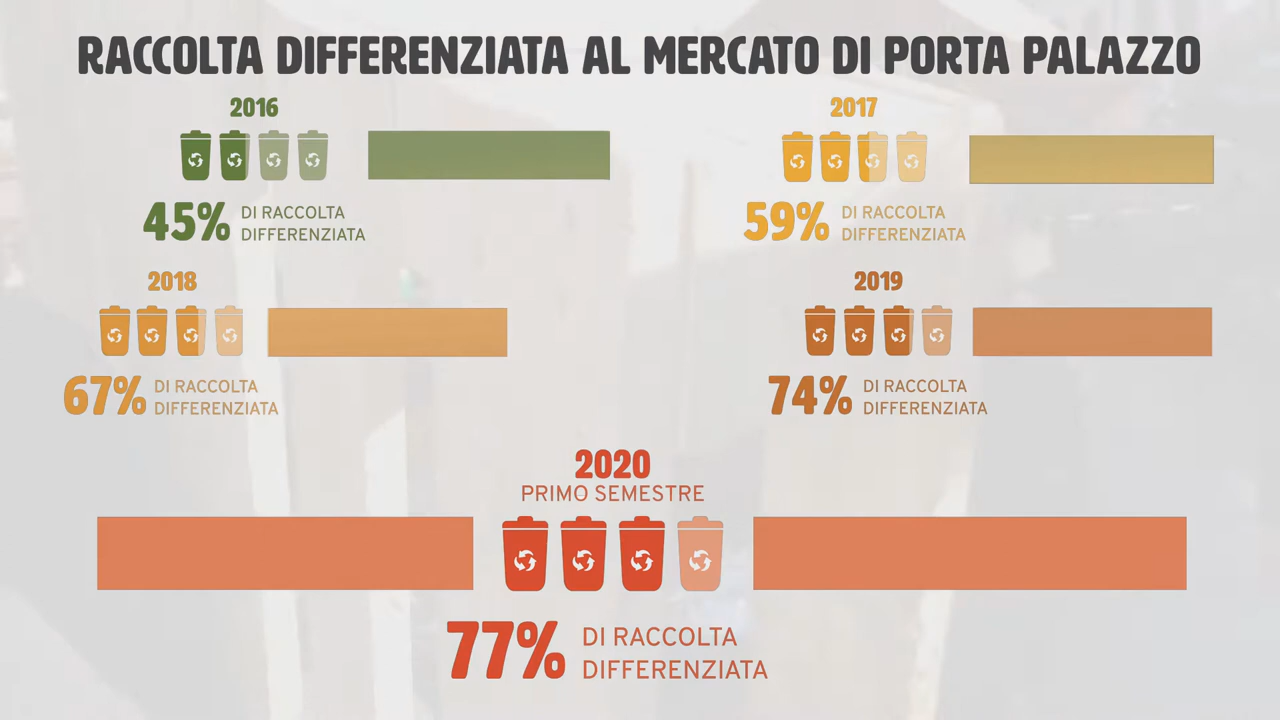 RACCOLTA DIFFERENZIATA AL MERCATO DI PORTA PALAZZO
2016
45% DI RACCOLTA
DIFFERENZIATA
2017
59% DI RACCOLTA
DIFFERENZIATA
2018
67% DI RACCOLTA
DIFFERENZIATA
2019
74% DI RACCOLTA
DIFFERENZIATA
2020
PRIMO SEMESTRE
77% DI RACCOLTA
DIFFERENZIATA